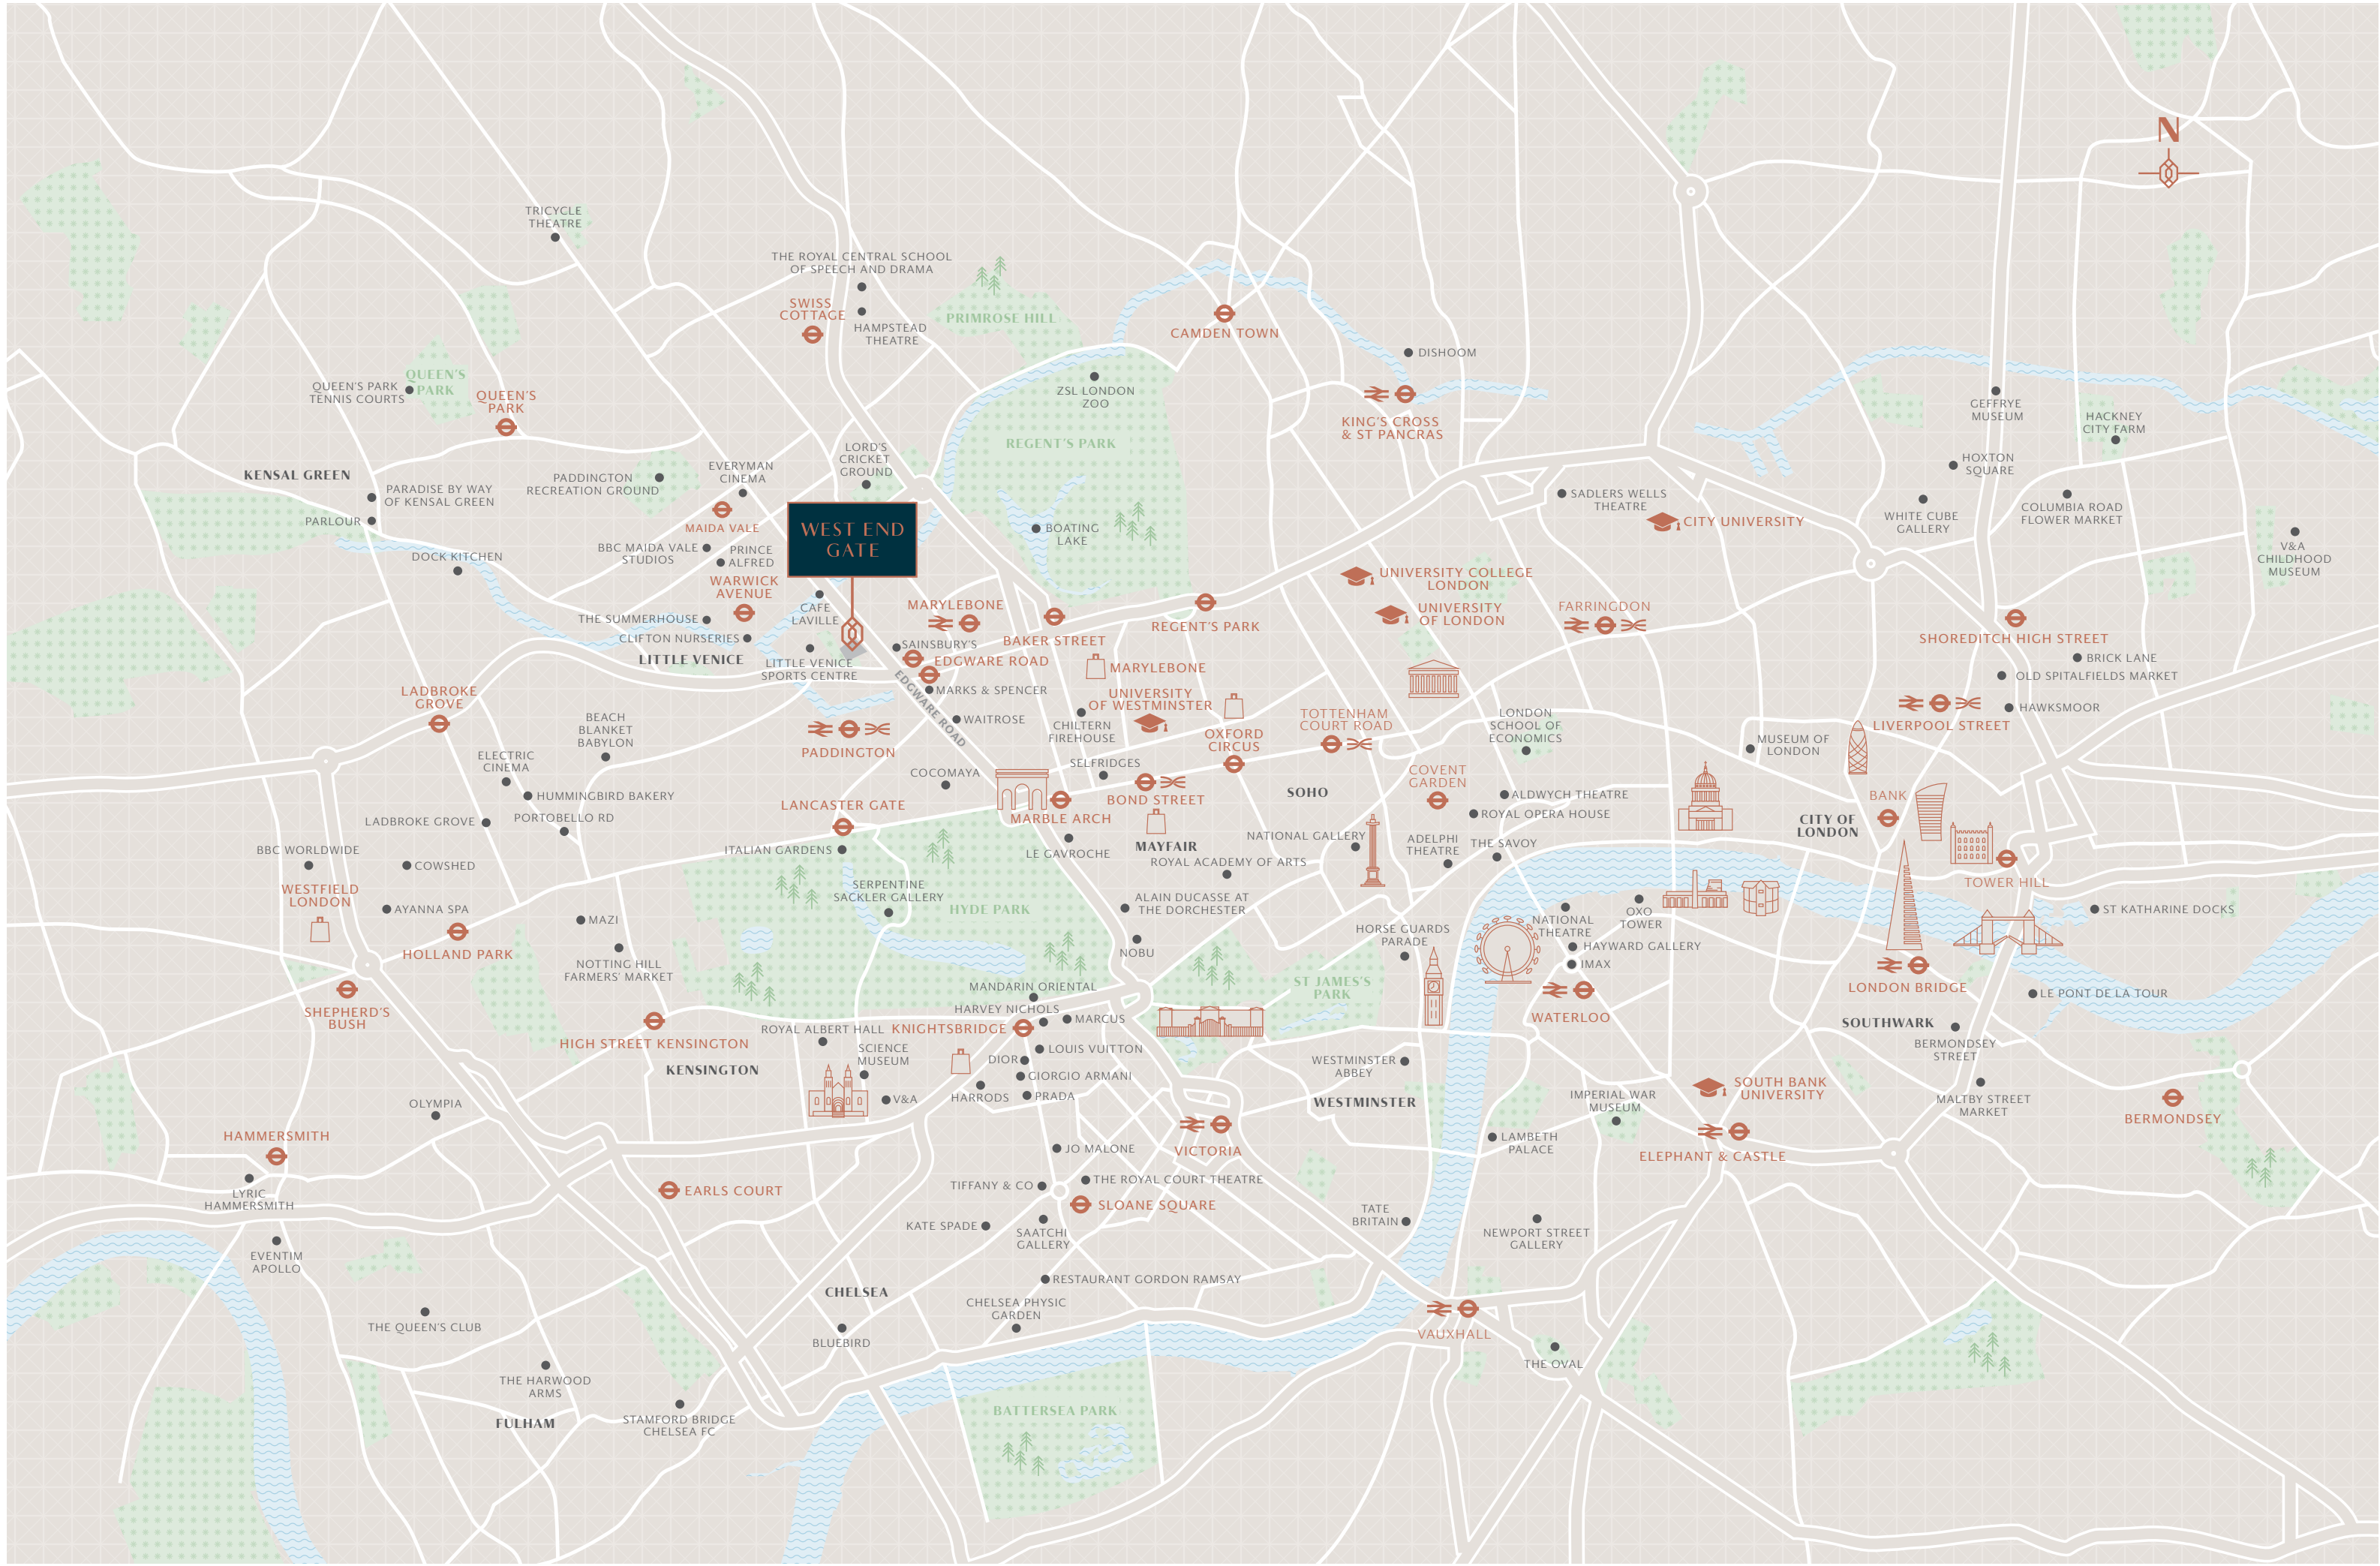 N
TRICYCLE
THEATRE
THE ROYAL CENTRAL SCHOOL
OF SPEECH AND DRAMA
SWISS
COTTAGE
HAMPSTEAD
THEATRE
PRIMROSE HILL
CAMDEN TOWN
DISHOOM
QUEEN'S PARK
TENNIS COURTS
QUEEN'S
PARK
QUEEN'S
PARK
ZSL LONDON
ZOO
KING'S CROSS
& ST PANCRAS
GEFFRYE
MUSEUM
HACKNEY
CITY FARM
REGENT'S PARK
LORD'S
CRICKET
GROUND
KENSAL GREEN
PADDINGTON
RECREATION GROUND
EVERYMAN
CINEMA
HOXTON
SQUARE
PARADISE BY WAY
OF KENSAL GREEN
PARLOUR
MAIDA VALE
WEST END
GATE
BOATING
LAKE
SADLERS WELLS
THEATRE
CITY UNIVERSITY
WHITE CUBE
GALLERY
COLUMBIA ROAD
FLOWER MARKET
V&A
CHILDHOOD
MUSEUM
DOCK KITCHEN
BBC MAIDA VALE
STUDIOS
PRINCE
ALFRED
WARWICK
AVENUE
UNIVERSITY COLLEGE
LONDON
UNIVERSITY
OF LONDON
FARRINGDON
CAFE
LAVILLE
MARYLEBONE
THE SUMMERHOUSE
CLIFTON NURSERIES
LITTLE VENICE
LITTLE VENICE
SPORTS CENTRE
SAINSBURY'S
EDGWARE ROAD
BAKER STREET
REGENT'S PARK
SHOREDITCH HIGH STREET
BRICK LANE
OLD SPITALFIELDS MARKET
HAWKSMOOR
MARYLEBONE
EDGWARE ROAD
MARKS & SPENCER
WAITROSE
UNIVERSITY
OF WESTMINSTER
CHILTERN
FIREHOUSE
LADBROKE
GROVE
BEACH
BLANKET
BABYLON
PADDINGTON
OXFORD
CIRCUS
TOTTENHAM
COURT ROAD
LONDON
SCHOOL OF
ECONOMICS
LIVERPOOL STREET
MUSEUM OF
LONDON
ELECTRIC
CINEMA
HUMMINGBIRD BAKERY
COCOMAYA
SELFRIDGES
BOND STREET
SOHO
COVENT
GARDEN
ALDWYCH THEATRE
ROYAL OPERA HOUSE
BANK
CITY OF
LONDON
LADBROKE GROVE
PORTOBELLO RD
LANCASTER GATE
MARBLE ARCH
BBC WORLDWIDE
COWSHED
ITALIAN GARDENS
LE GAVROCHE
MAYFAIR
NATIONAL GALLERY
ROYAL ACADEMY OF ARTS
ADELPHI
THEATRE
THE SAVOY
TOWER HILL
WESTFIELD
LONDON
SERPENTINE
SACKLER GALLERY
HYDE PARK
ALAIN DUCASSE AT
THE DORCHESTER
AYANNA SPA
MAZI
HORSE GUARDS
PARADE
NATIONAL
THEATRE
OXO
TOWER
ST KATHARINE DOCKS
HOLLAND PARK
NOTTING HILL
FARMERS' MARKET
NOBU
HAYWARD GALLERY
IMAX
SHEPHERD'S
BUSH
MANDARIN ORIENTAL
ST JAMES'S
PARK
LONDON BRIDGE
LE PONT DE LA TOUR
HARVEY NICHOLS
MARCUS
WATERLOO
SOUTHWARK
BERMONDSEY
STREET
HIGH STREET KENSINGTON
ROYAL ALBERT HALL
KNIGHTSBRIDGE
SCIENCE
MUSEUM
LOUIS VUITTON
DIOR
GIORGIO ARMANI
WESTMINSTER
ABBEY
KENSINGTON
V&A
HARRODS
PRADA
WESTMINSTER
IMPERIAL WAR
MUSEUM
SOUTH BANK
UNIVERSITY
MALTBY STREET
MARKET
BERMONDSEY
OLYMPIA
HAMMERSMITH
JO MALONE
VICTORIA
LAMBETH
PALACE
ELEPHANT & CASTLE
LYRIC
HAMMERSMITH
EARLS COURT
TIFFANY & CO
THE ROYAL COURT THEATRE
SLOANE SQUARE
KATE SPADE
SAATCHI
GALLERY
TATE
BRITAIN
NEWPORT STREET
GALLERY
EVENTIM
APOLLO
RESTAURANT GORDON RAMSAY
CHELSEA
CHELSEA PHYSIC
GARDEN
THE QUEEN'S CLUB
BLUEBIRD
VAUXHALL
THE OVAL
THE HARWOOD
ARMS
FULHAM
STAMFORD BRIDGE
CHELSEA FC
BATTERSEA PARK